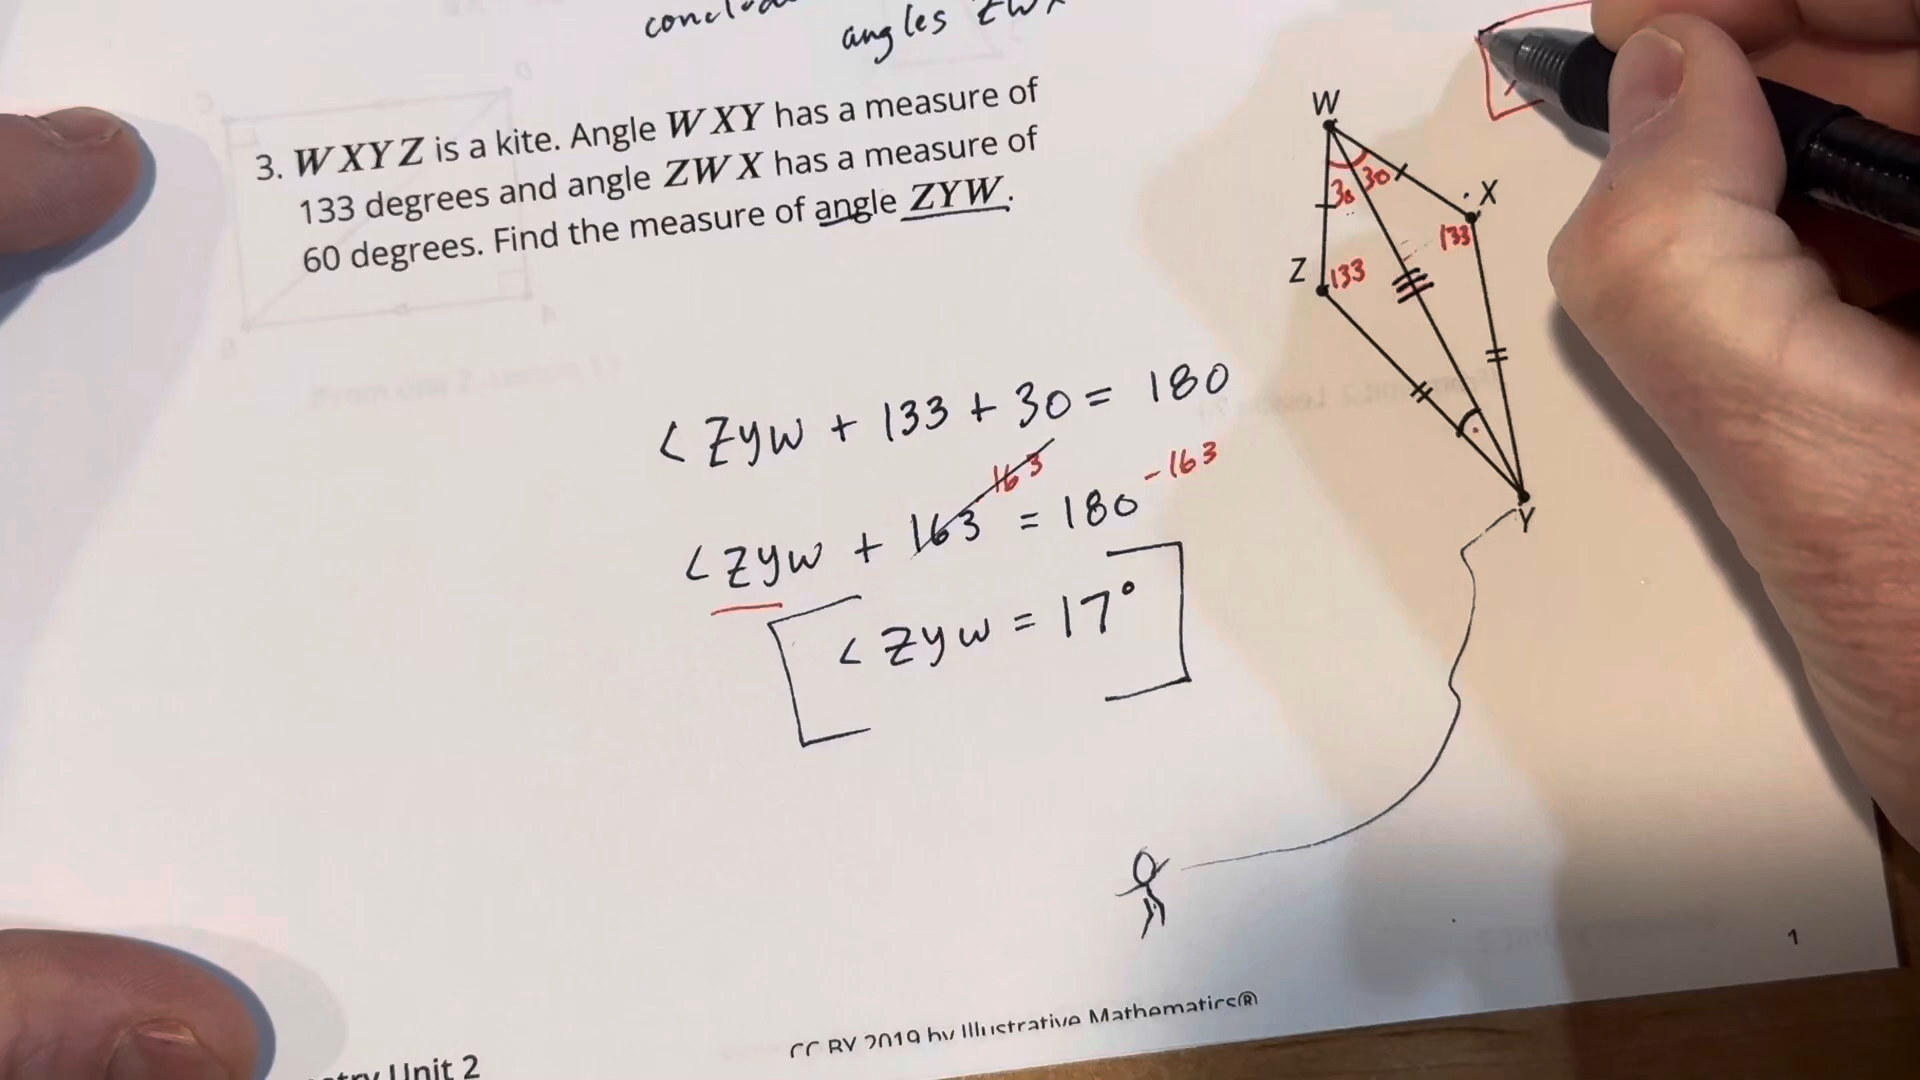 angles ZWX
3. WXYZ is a kite. Angle WXY has a measure of
133 degrees and angle ZWX has a measure of
60 degrees. Find the measure of angle ZYW.
W
30 30
X
133
Z 133
Y
< ZYW + 133 + 30 = 180
163 -163
< ZYW + 163 = 180
< ZYW = 17°
1
CC BY 2019 by Illustrative Mathematics®
Unit 2